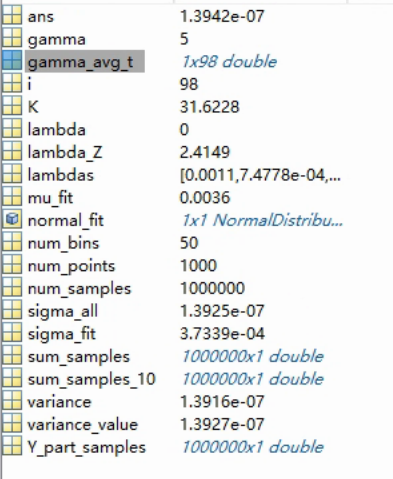 ans 1.3942e-07
gamma 5
gamma_avg_t 1x98 double
i 98
K 31.6228
lambda 0
lambda_Z 2.4149
lambdas [0.0011,7.4778e-04,...
mu_fit 0.0036
normal_fit 1x1 NormalDistribu...
num_bins 50
num_points 1000
num_samples 1000000
sigma_all 1.3925e-07
sigma_fit 3.7339e-04
sum_samples 1000000x1 double
sum_samples_10 1000000x1 double
variance 1.3916e-07
variance_value 1.3927e-07
Y_part_samples 1000000x1 double